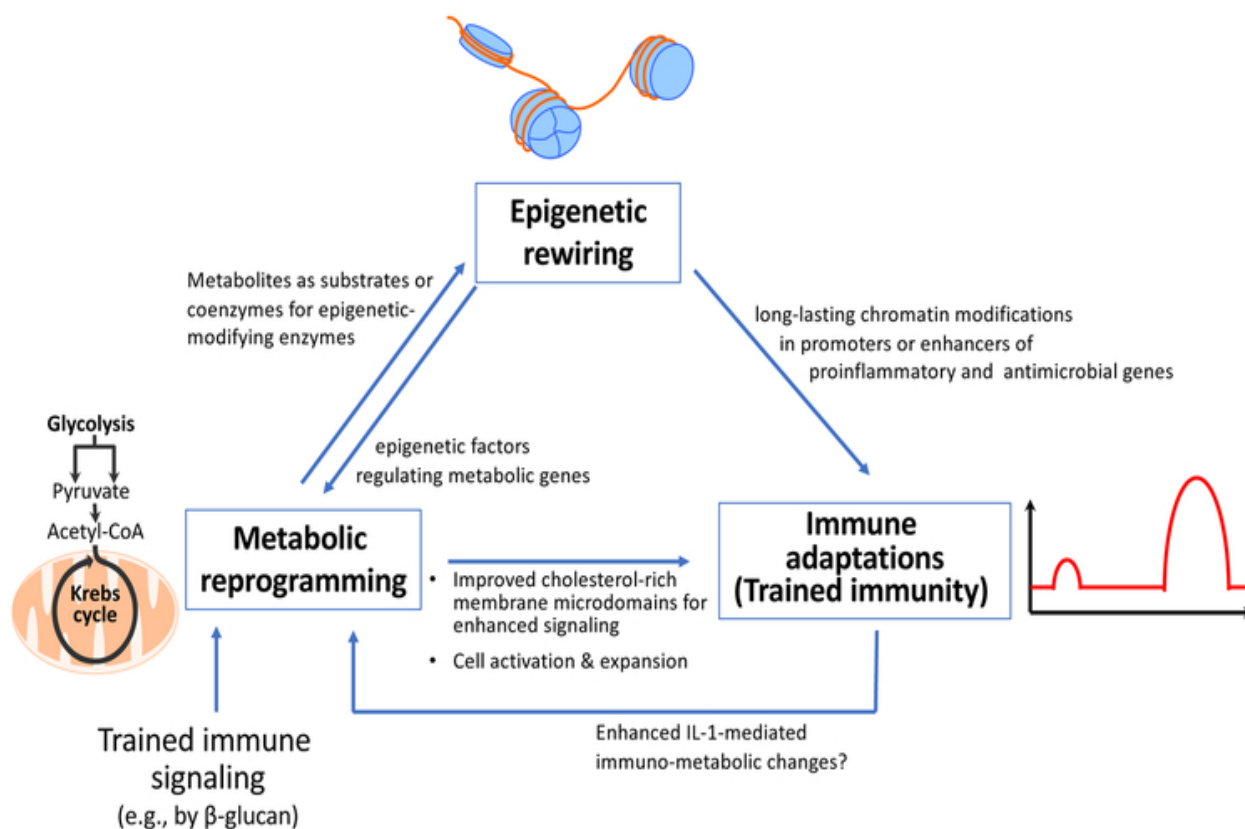 Epigenetic
rewiring
Metabolites as substrates or
coenzymes for epigenetic-
modifying enzymes
long-lasting chromatin modifications
in promoters or enhancers of
proinflammatory and antimicrobial genes
epigenetic factors
regulating metabolic genes
Glycolysis
Pyruvate
Acetyl-CoA
Krebs
cycle
Metabolic
reprogramming
• Improved cholesterol-rich
membrane microdomains for
enhanced signaling
• Cell activation & expansion
Immune
adaptations
(Trained immunity)
Enhanced IL-1-mediated
immuno-metabolic changes?
Trained immune
signaling
(e.g., by β-glucan)